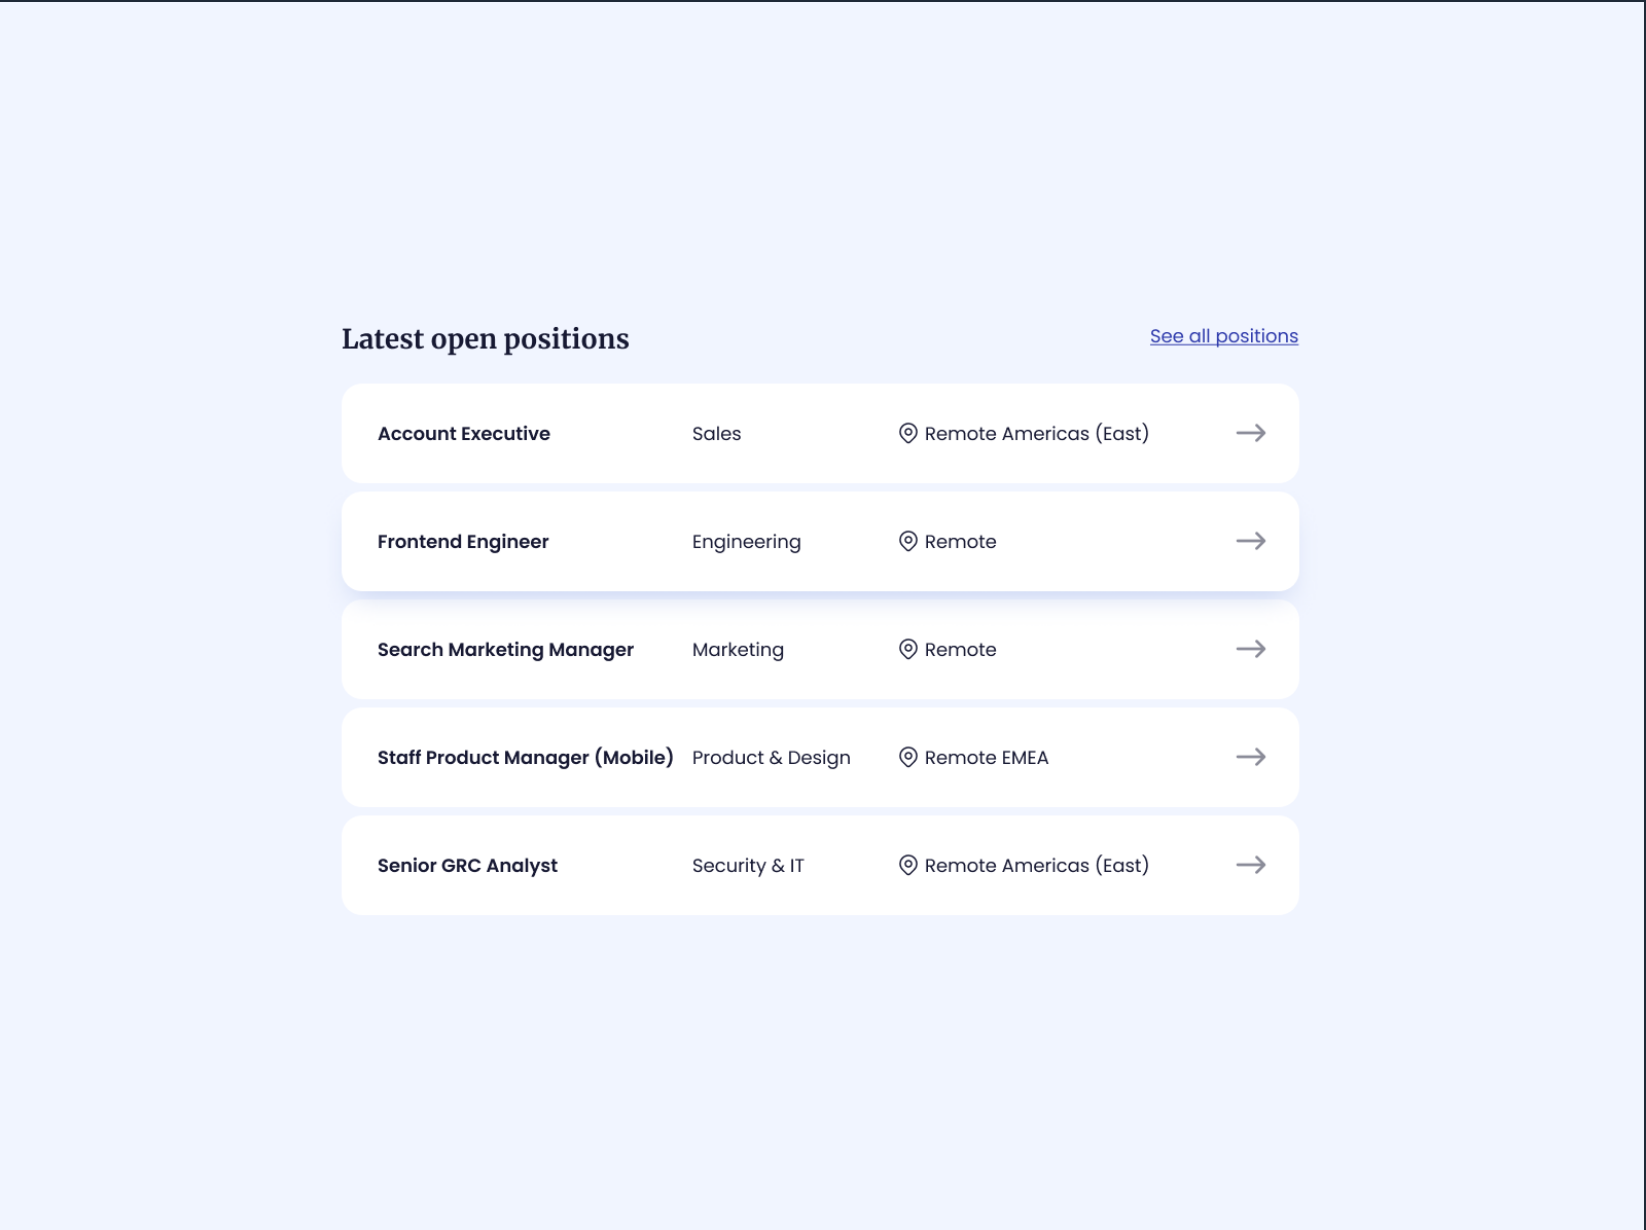 Latest open positions See all positions
Account Executive Sales Remote Americas (East)
Frontend Engineer Engineering Remote
Search Marketing Manager Marketing Remote
Staff Product Manager (Mobile) Product & Design Remote EMEA
Senior GRC Analyst Security & IT Remote Americas (East)